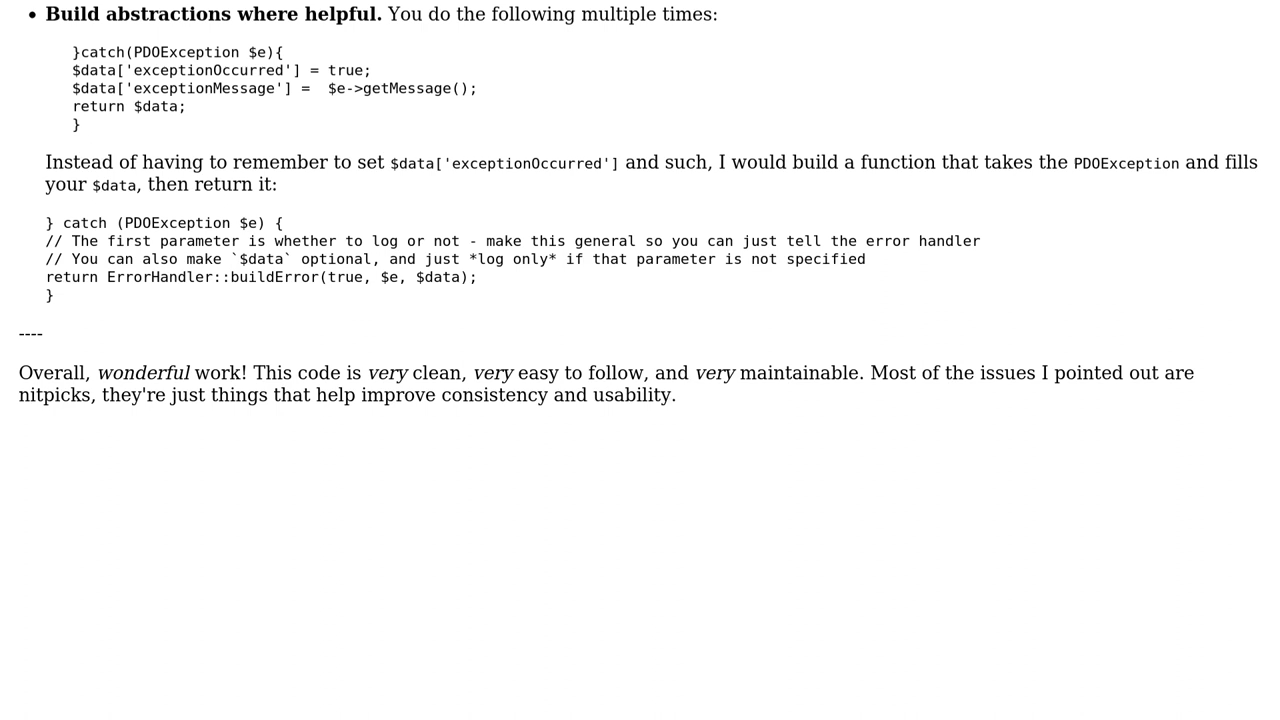 • Build abstractions where helpful. You do the following multiple times:
}catch(PDOException $e){
$data['exceptionOccurred'] = true;
$data['exceptionMessage'] =  $e->getMessage();
return $data;
}
Instead of having to remember to set $data['exceptionOccurred'] and such, I would build a function that takes the PDOException and fills
your $data, then return it:
} catch (PDOException $e) {
// The first parameter is whether to log or not - make this general so you can just tell the error handler
// You can also make `$data` optional, and just *log only* if that parameter is not specified
return ErrorHandler::buildError(true, $e, $data);
}
----
Overall, wonderful work! This code is very clean, very easy to follow, and very maintainable. Most of the issues I pointed out are
nitpicks, they're just things that help improve consistency and usability.